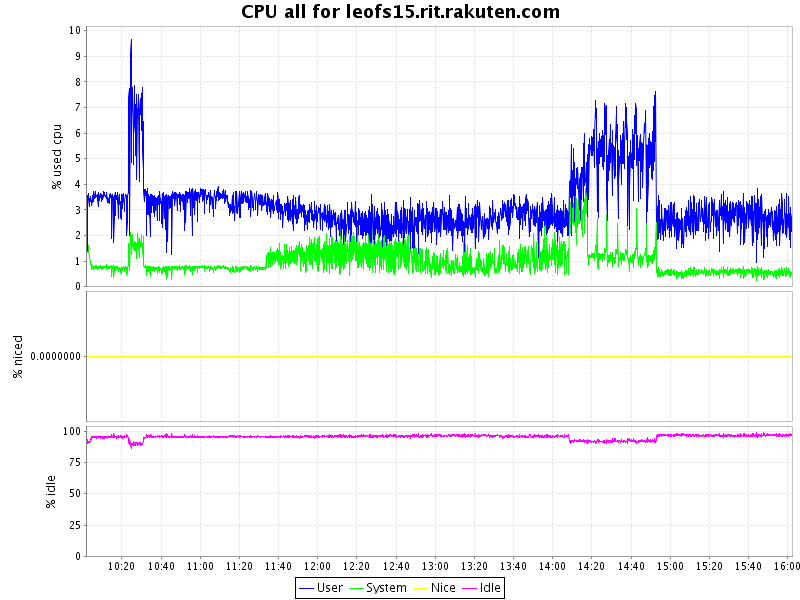 CPU all for leofs15.rit.rakuten.com
% used cpu
10
9
8
7
6
5
4
3
2
1
0
% niced
0.0000000
% idle
100
75
50
25
0
10:20 10:40 11:00 11:20 11:40 12:00 12:20 12:40 13:00 13:20 13:40 14:00 14:20 14:40 15:00 15:20 15:40 16:00
User System Nice Idle